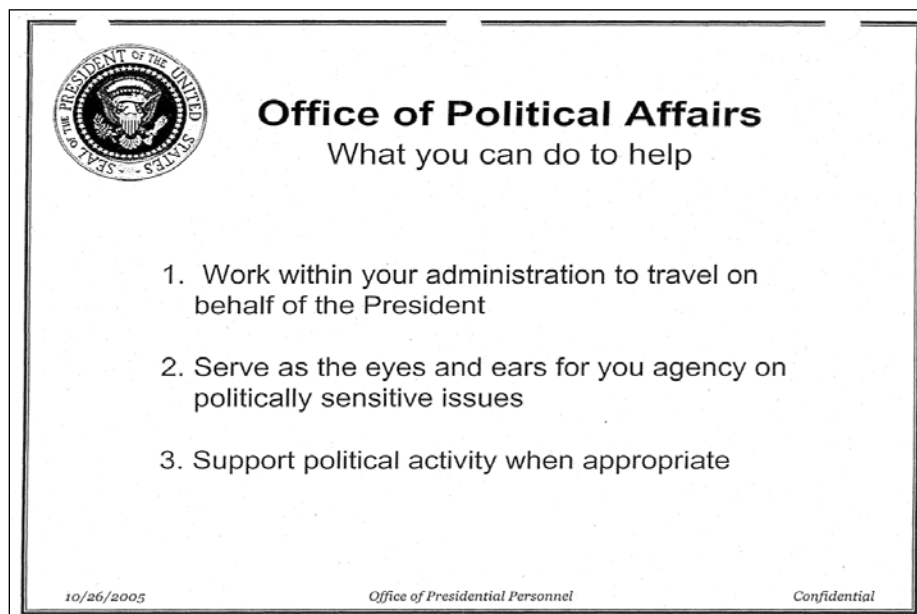 SEAL OF THE PRESIDENT OF THE UNITED STATES
Office of Political Affairs
What you can do to help
1. Work within your administration to travel on
behalf of the President
2. Serve as the eyes and ears for you agency on
politically sensitive issues
3. Support political activity when appropriate
10/26/2005 Office of Presidential Personnel Confidential